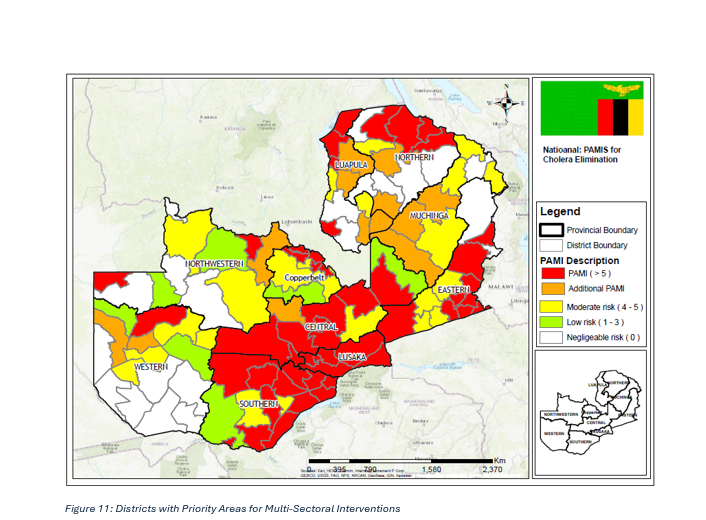 N
W
E
S
LUAPULA
NORTHERN
MUCHINGA
NORTHWESTERN
Copperbelt
EASTERN
MALAWI
CENTRAL
LUSAKA
WESTERN
SOUTHERN
Lubumbashi
Km
0 395 790 1,580 2,370
Natioanal: PAMIS for
Cholera Elimination
Legend
Provincial Boundary
District Boundary
PAMI Description
PAMI ( > 5 )
Additional PAMI
Moderate risk ( 4 - 5 )
Low risk ( 1 - 3 )
Negligeable risk ( 0 )
NORTHERN
NORTHWESTERN
CENTRAL
WESTERN
SOUTHERN
Figure 11: Districts with Priority Areas for Multi-Sectoral Interventions